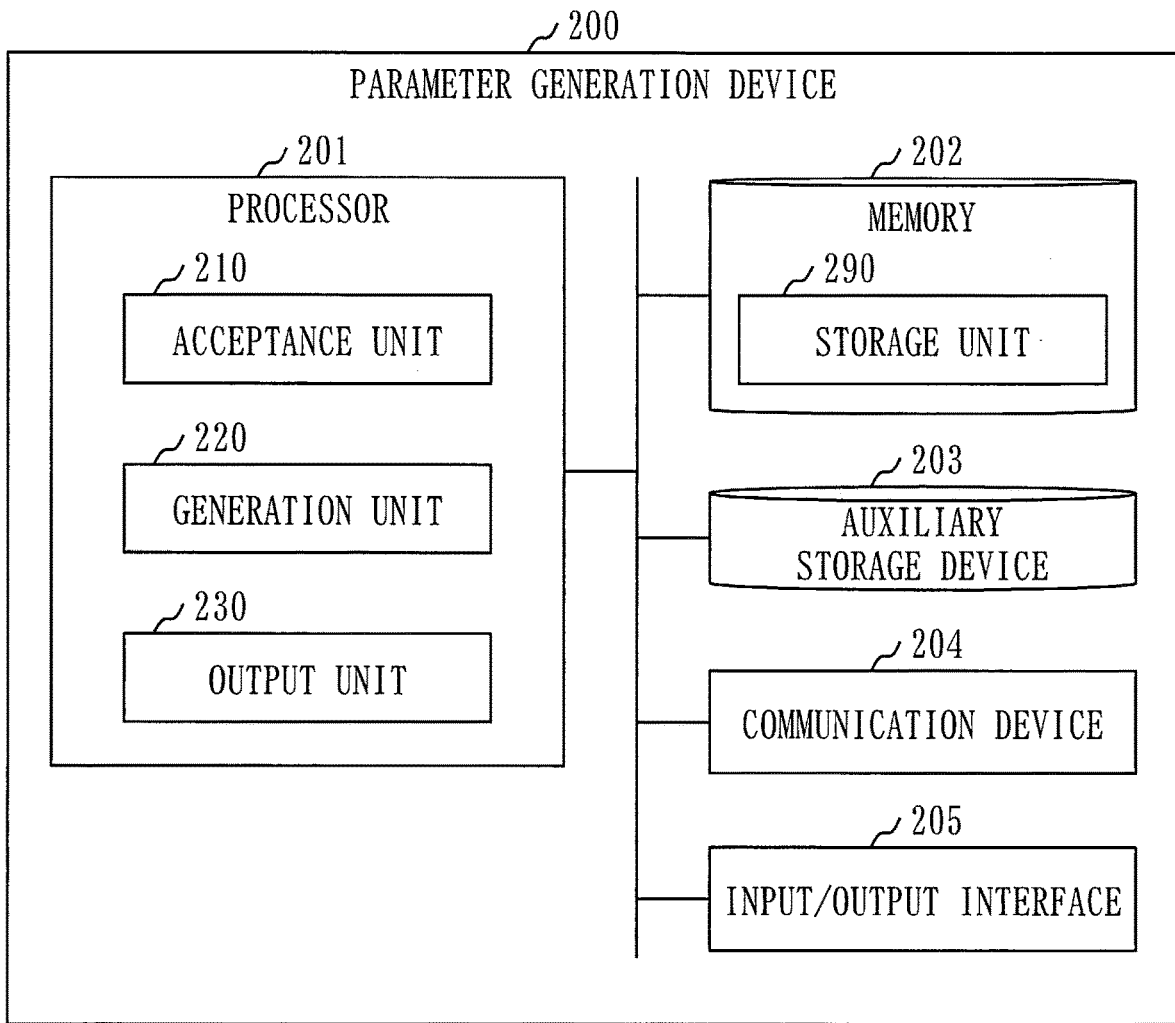 200
PARAMETER GENERATION DEVICE
201
PROCESSOR
210
ACCEPTANCE UNIT
220
GENERATION UNIT
230
OUTPUT UNIT
202
MEMORY
290
STORAGE UNIT
203
AUXILIARY
STORAGE DEVICE
204
COMMUNICATION DEVICE
205
INPUT/OUTPUT INTERFACE